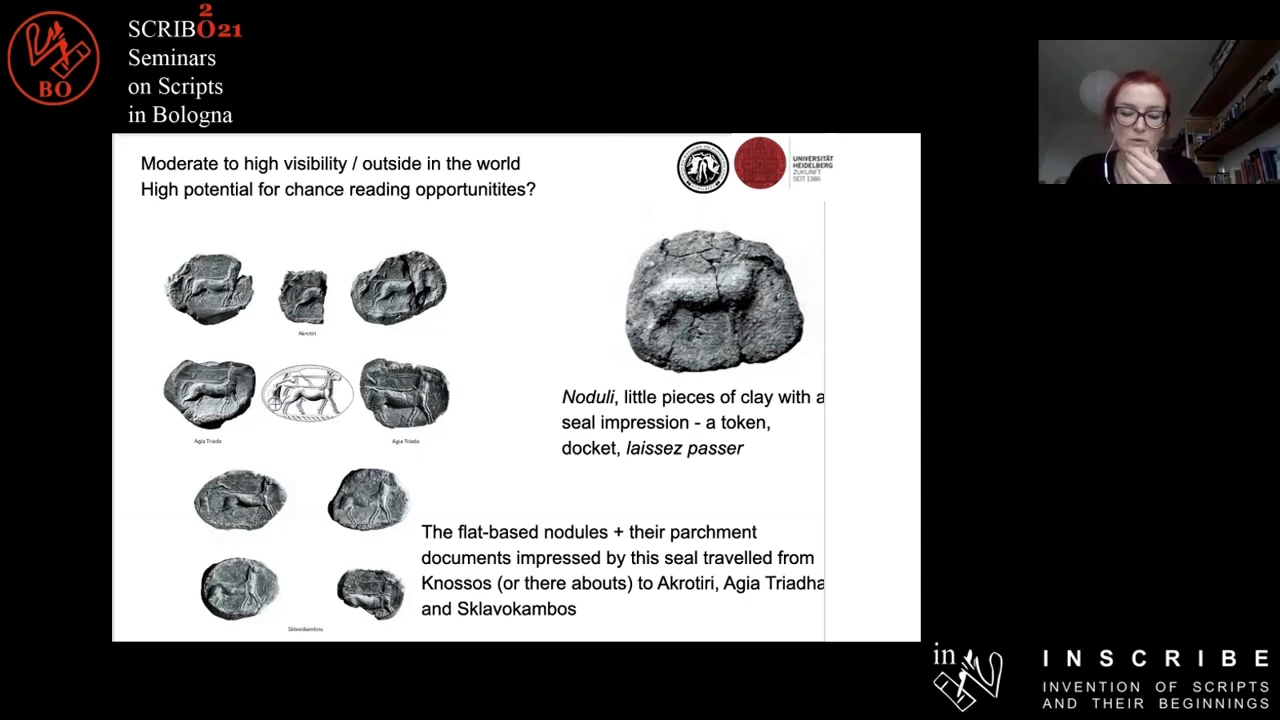 SCRIBO2021
Seminars
on Scripts
in Bologna
BO
Moderate to high visibility / outside in the world
High potential for chance reading opportunitites?
UNIVERSITÄT
HEIDELBERG
ZUKUNFT
SEIT 1386
Akrotiri
Agia Triada
Agia Triada
Sklavokambos
Noduli, little pieces of clay with a
seal impression - a token,
docket, laissez passer
The flat-based nodules + their parchment
documents impressed by this seal travelled from
Knossos (or there abouts) to Akrotiri, Agia Triadha
and Sklavokambos
in
INSCRIBE
INVENTION OF SCRIPTS
AND THEIR BEGINNINGS